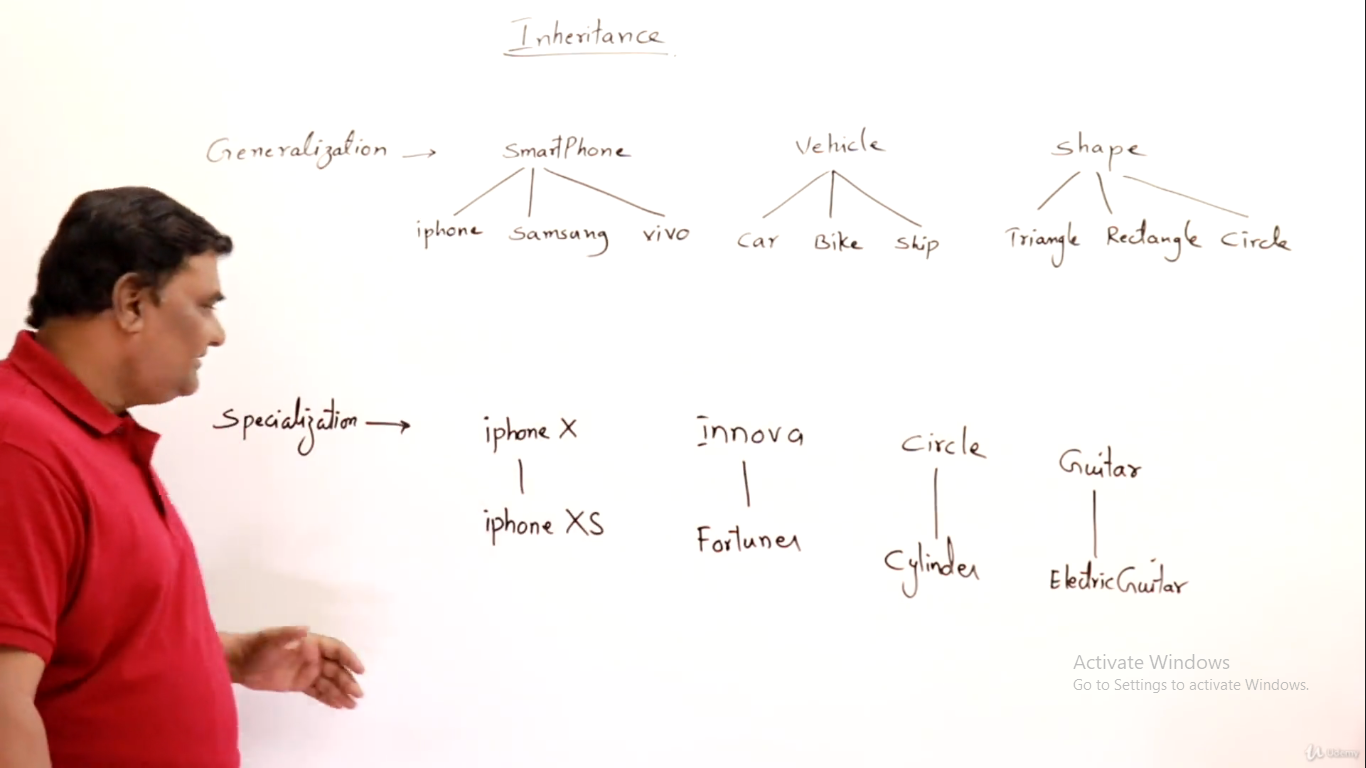 Inheritance
Generalization → SmartPhone Vehicle Shape
iphone Samsung vivo Car Bike Ship Triangle Rectangle Circle
Specialization → iphone X Innova Circle Guitar
iphone XS Fortuner Cylinder ElectricGuitar
Activate Windows
Go to Settings to activate Windows.
Udemy